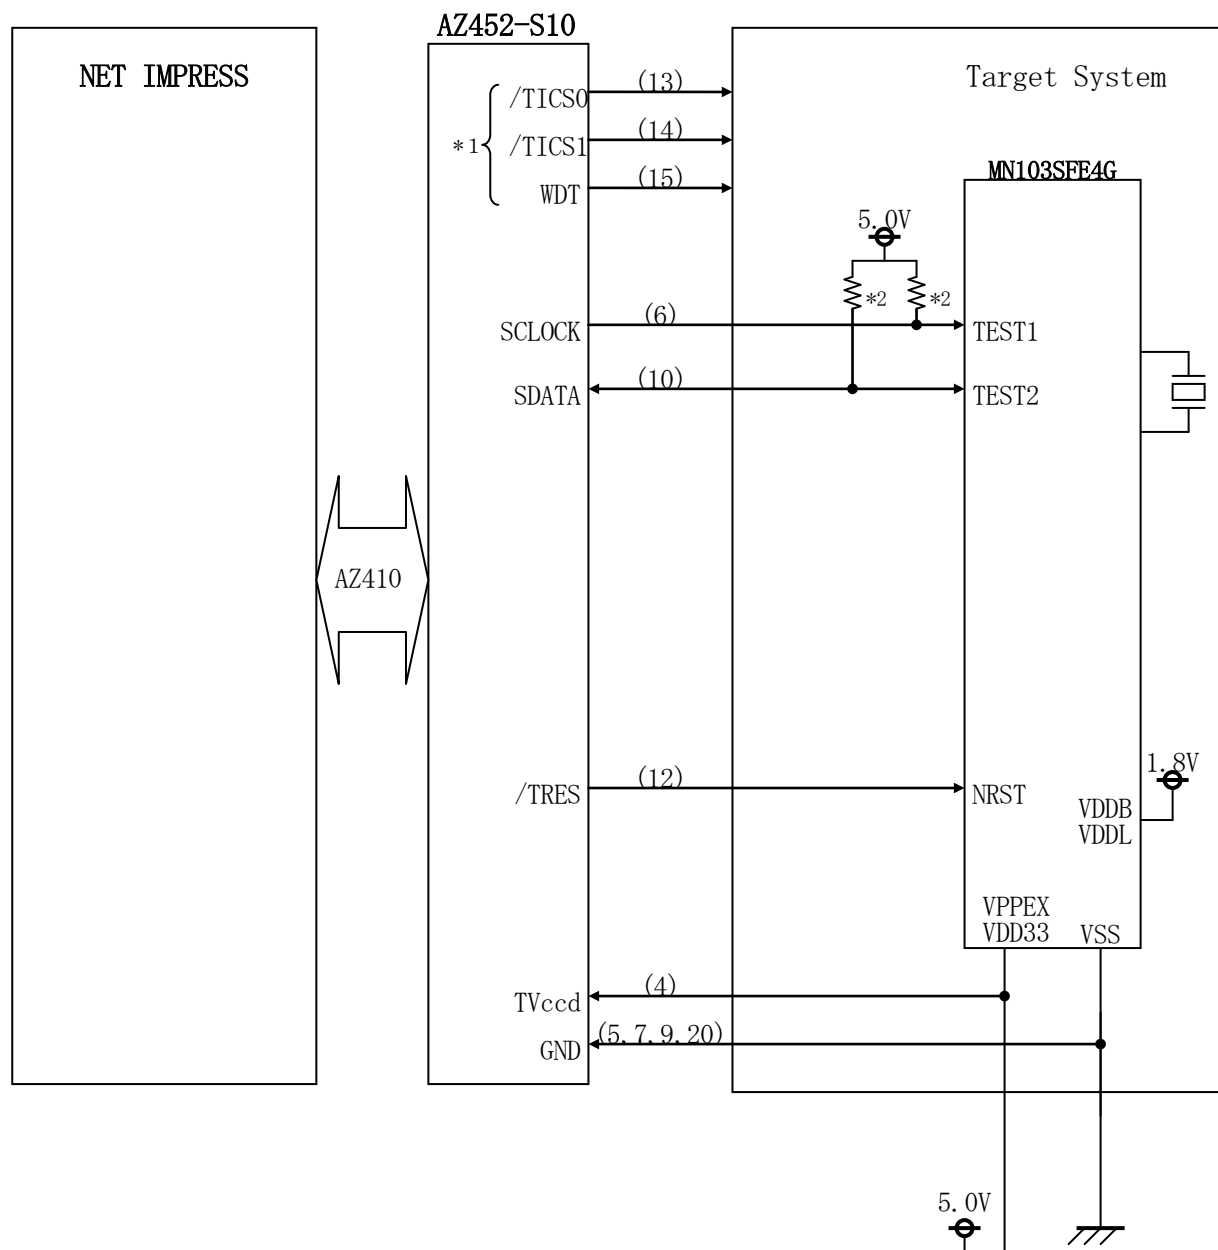 AZ452-S10
NET IMPRESS
Target System
/TICS0
(13)
*1
/TICS1
(14)
WDT
(15)
MN103SFE4G
5.0V
*2
*2
SCLOCK
(6)
TEST1
SDATA
(10)
TEST2
AZ410
/TRES
(12)
NRST
1.8V
VDDB
VDDL
VPPEX
VDD33
VSS
TVccd
(4)
GND
(5.7.9.20)
5.0V